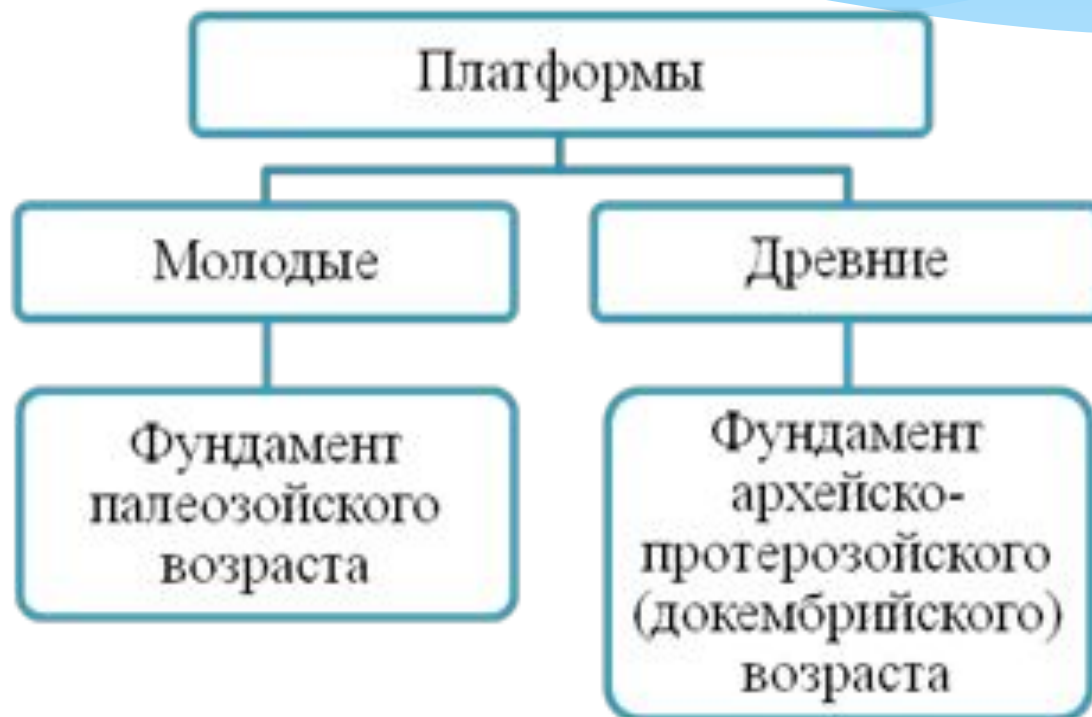 Платформы
Молодые
Древние
Фундамент
палеозойского
возраста
Фундамент
архейско-
протерозойского
(докембрийского)
возраста